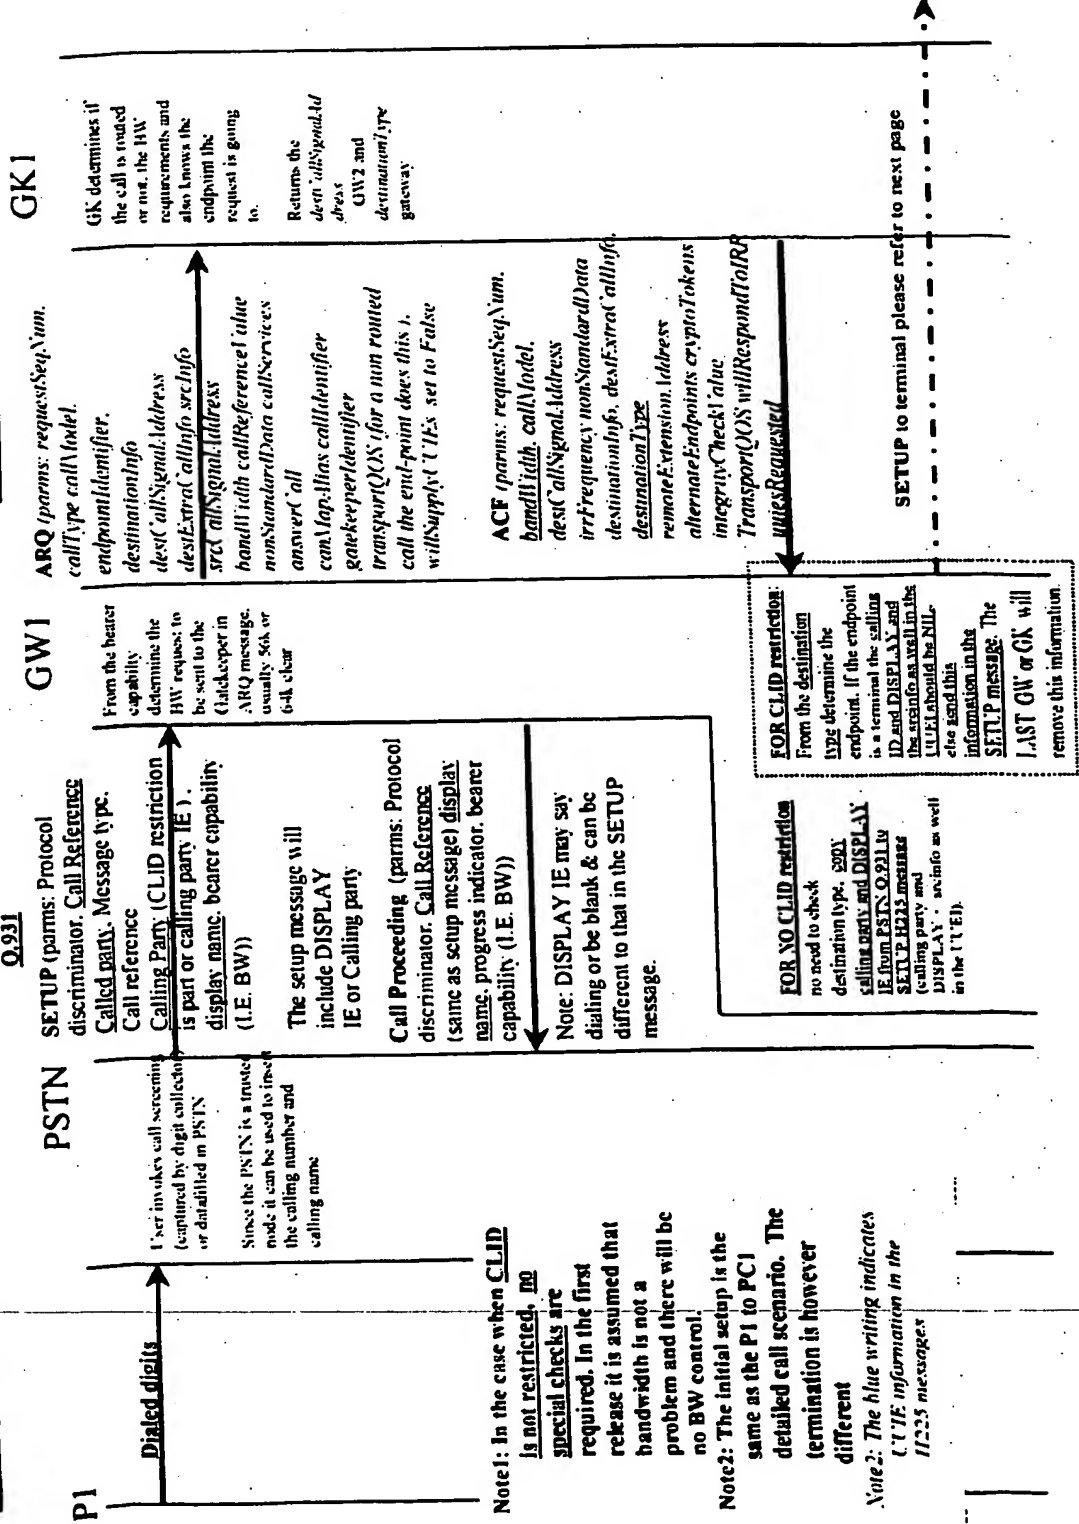 Q.931
P1
PSTN
GW1
GK1
Dialed digits
User invokes call screening
(captured by digit collector)
or datafilled in PSTN
Since the PSTN is a trusted
node it can be used to insert
the calling number and
calling name
SETUP (parms: Protocol
discriminator. Call Reference
Called party. Message type.
Call reference
Calling Party (CLID restriction
is part or calling party IE ).
display name. bearer capability
(I.E. BW))
The setup message will
include DISPLAY
IE or Calling party
Call Proceeding (parms: Protocol
discriminator. Call Reference
(same as setup message) display
name. progress indicator. bearer
capability (I.E. BW))
Note: DISPLAY IE may say
dialing or be blank & can be
different to that in the SETUP
message.
From the bearer
capability
determine the
HW request to
be sent to the
Gatekeeper in
ARQ message.
usually 56k or
64k clear
ARQ (parms: requestSeqNum.
callType callModel.
endpointIdentifier.
destinationInfo
destCallSignalAddress
destExtraCallInfo srcInfo
srcCallSignalAddress
bandWidth callReferenceValue
nonStandardData callServices
answerCall
canMapAlias callIdentifier
gatekeeperIdentifier
transportQOS (for a non routed
call the end-point does this ).
willSupplyUUIEs set to False
GK determines if
the call is routed
or not. the HW
requirements and
also knows the
endpoint the
request is going
to.
Returns the
destCallSignalAd
dress
GW2 and
destinationType
gateway
ACF (parms: requestSeqNum.
bandWidth. callModel.
destCallSignalAddress
irrFrequency nonStandardData
destinationInfo. destExtraCallInfo.
destinationType
remoteExtensionAddress
alternateEndpoints cryptoTokens
integrityCheckValue
TransportQOS willRespondToIRR
uuiesRequested
Note1: In the case when CLID
is not restricted, no
special checks are
required. In the first
release it is assumed that
bandwidth is not a
problem and there will be
no BW control.
Note2: The initial setup is the
same as the P1 to PC1
detailed call scenario. The
termination is however
different
Note2: The blue writing indicates
UUIE information in the
H225 messages
FOR NO CLID restriction
no need to check
destination type. copy
calling party and DISPLAY
IE from PSTN Q.931 to
SETUP H225 message
(calling party and
DISPLAY - srcinfo as well
in the UUEI).
FOR CLID restriction:
From the destination
type determine the
endpoint. If the endpoint
is a terminal the calling
ID and DISPLAY and
the srcinfo as well in the
UUEI should be NIL.
else send this
information in the
SETUP message. The
LAST GW or GK will
remove this information.
SETUP to terminal please refer to next page